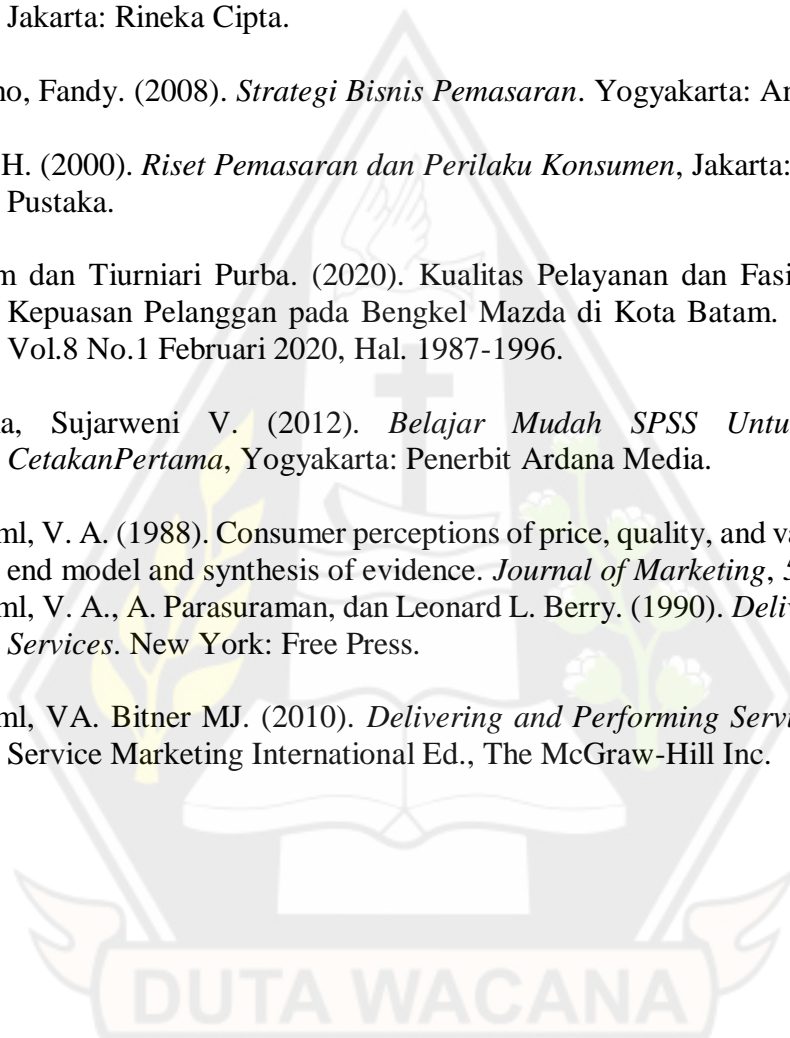 Jakarta: Rineka Cipta.
no, Fandy. (2008). Strategi Bisnis Pemasaran. Yogyakarta: An
H. (2000). Riset Pemasaran dan Perilaku Konsumen, Jakarta:
Pustaka.
m dan Tiurniari Purba. (2020). Kualitas Pelayanan dan Fasi
Kepuasan Pelanggan pada Bengkel Mazda di Kota Batam.
Vol.8 No.1 Februari 2020, Hal. 1987-1996.
a, Sujarweni V. (2012). Belajar Mudah SPSS Untu
CetakanPertama, Yogyakarta: Penerbit Ardana Media.
ml, V. A. (1988). Consumer perceptions of price, quality, and va
end model and synthesis of evidence. Journal of Marketing, 5
ml, V. A., A. Parasuraman, dan Leonard L. Berry. (1990). Deliv
Services. New York: Free Press.
ml, VA. Bitner MJ. (2010). Delivering and Performing Servi
Service Marketing International Ed., The McGraw-Hill Inc.
DUTA WACANA